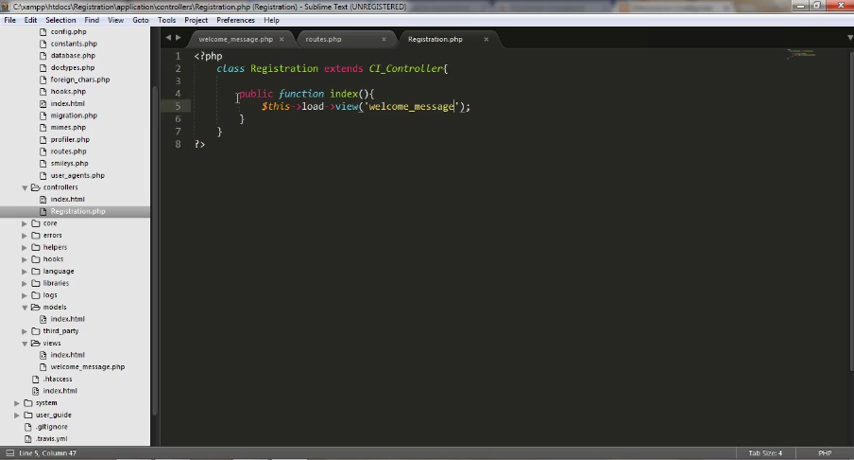 C:\xampp\htdocs\Registration\application\controllers\Registration.php (Registration) - Sublime Text (UNREGISTERED)
File Edit Selection Find View Goto Tools Project Preferences Help
config.php
constants.php
database.php
doctypes.php
foreign_chars.php
hooks.php
index.html
migration.php
mimes.php
profiler.php
routes.php
smileys.php
user_agents.php
controllers
index.html
Registration.php
core
errors
helpers
hooks
language
libraries
logs
models
index.html
third_party
views
index.html
welcome_message.php
.htaccess
index.html
system
user_guide
.gitignore
.travis.yml
welcome_message.php × routes.php × Registration.php ×
1 <?php
2 class Registration extends CI_Controller{
3
4 public function index(){
5 $this->load->view('welcome_message');
6 }
7 }
8 ?>
Line 5, Column 47
Tab Size: 4 PHP